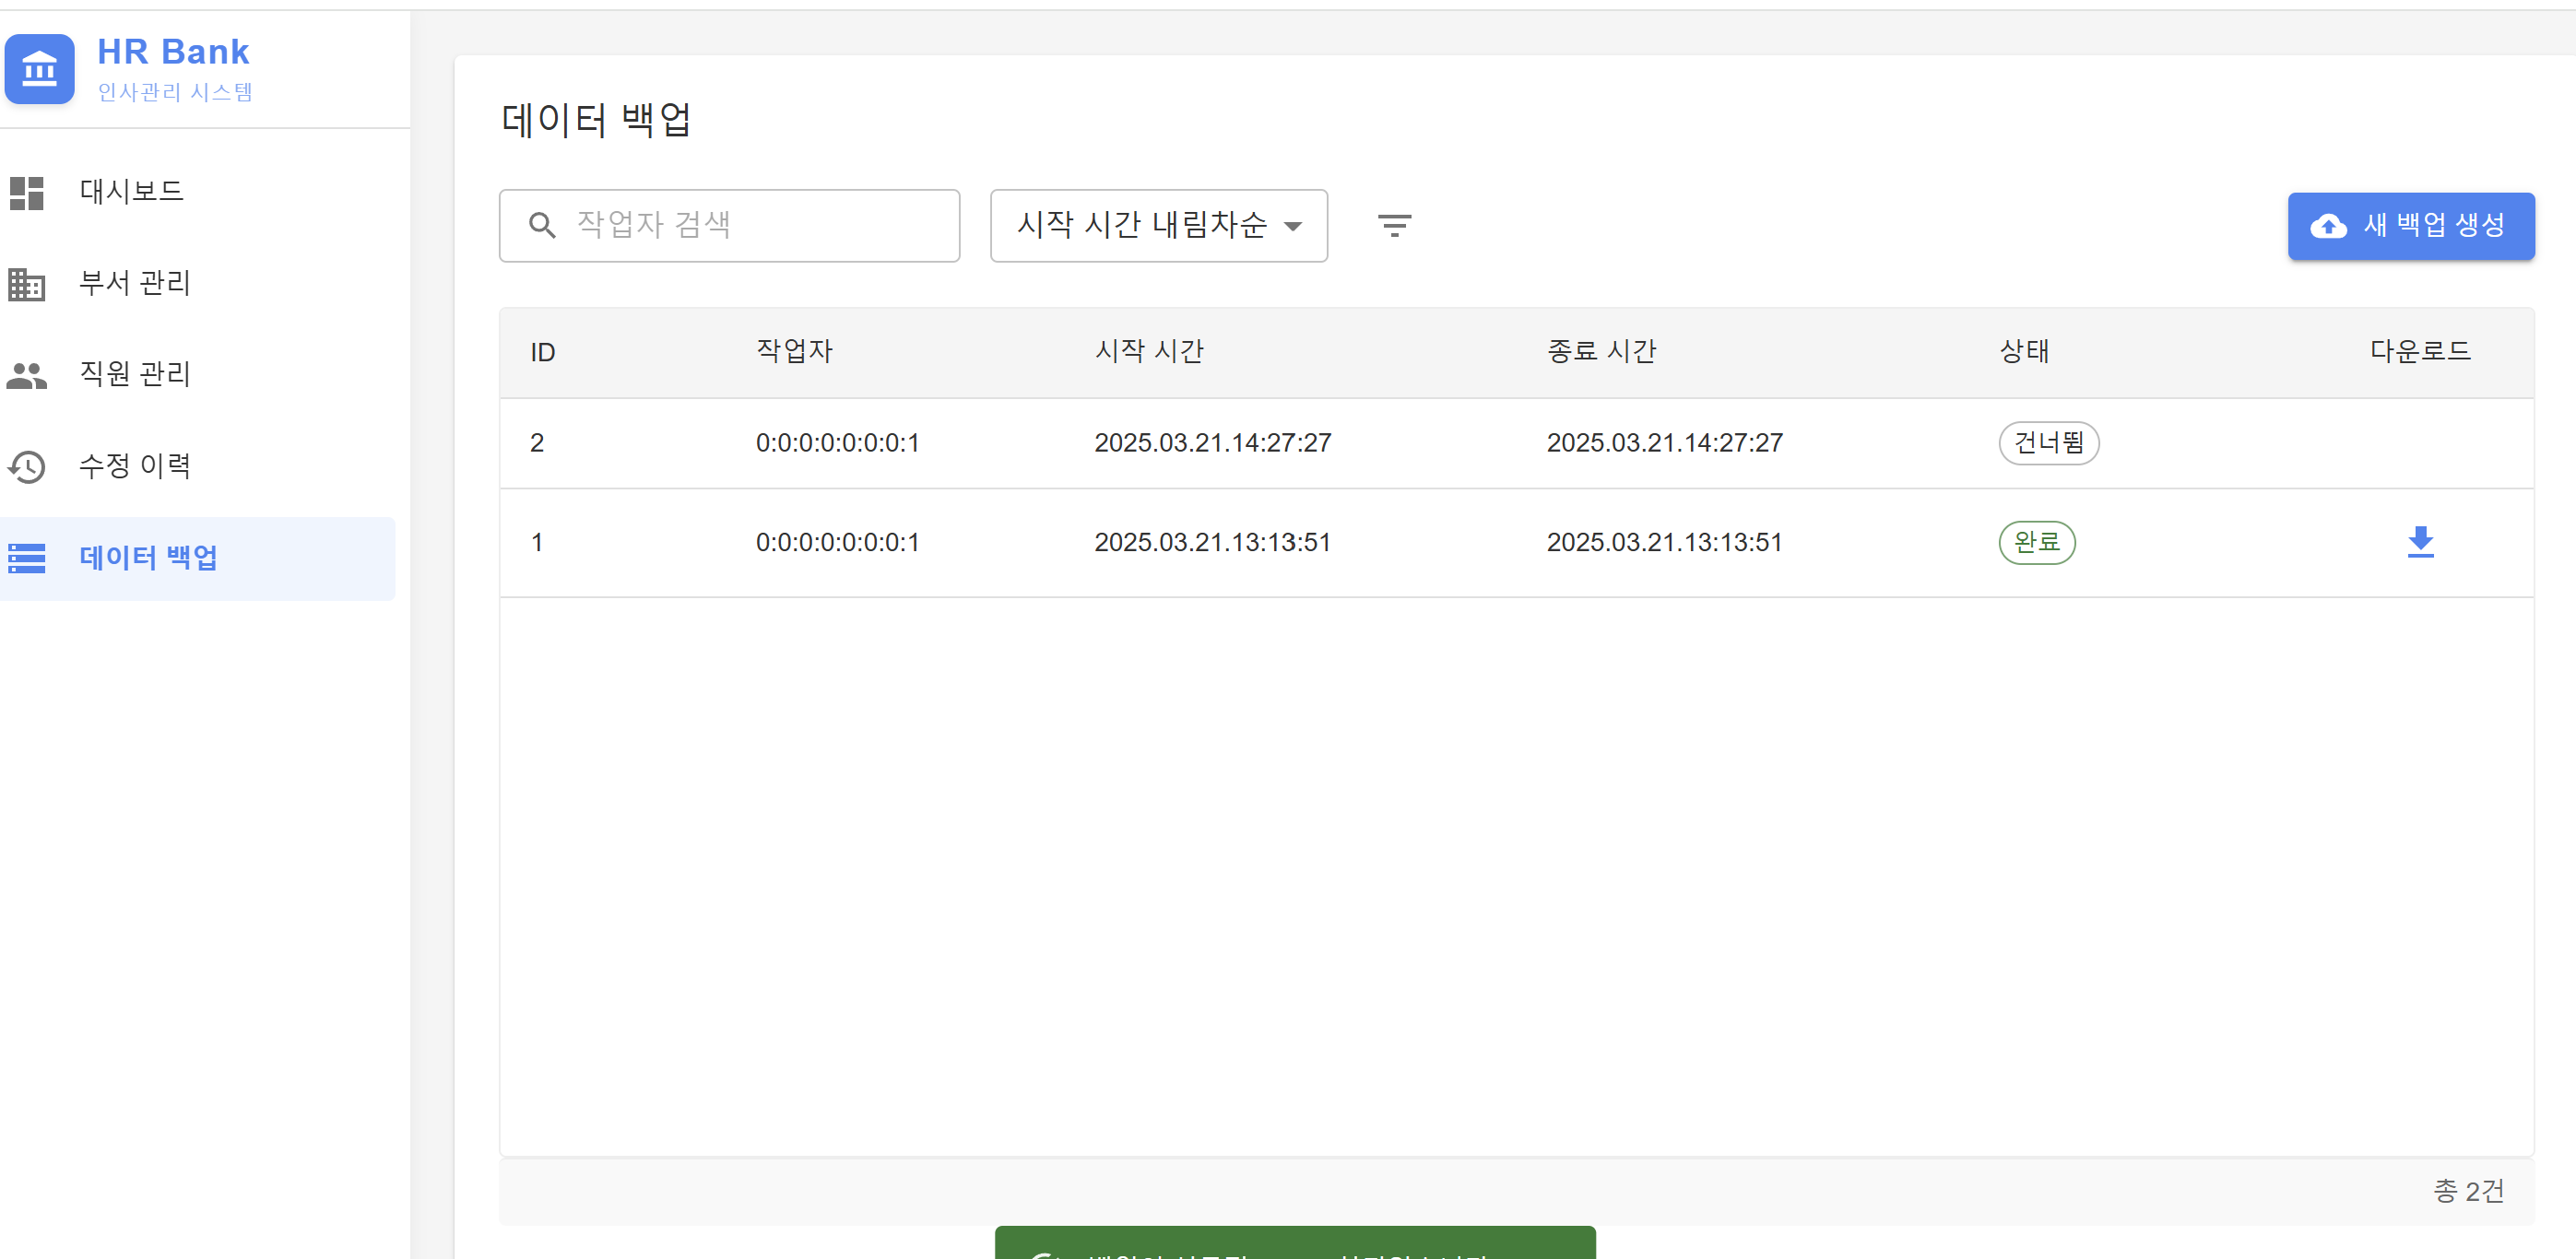 HR Bank
인사관리 시스템
대시보드
부서 관리
직원 관리
수정 이력
데이터 백업
데이터 백업
작업자 검색
시작 시간 내림차순
새 백업 생성
ID 작업자 시작 시간 종료 시간 상태 다운로드
2 0:0:0:0:0:0:0:1 2025.03.21.14:27:27 2025.03.21.14:27:27 건너뜀
1 0:0:0:0:0:0:0:1 2025.03.21.13:13:51 2025.03.21.13:13:51 완료
총 2건